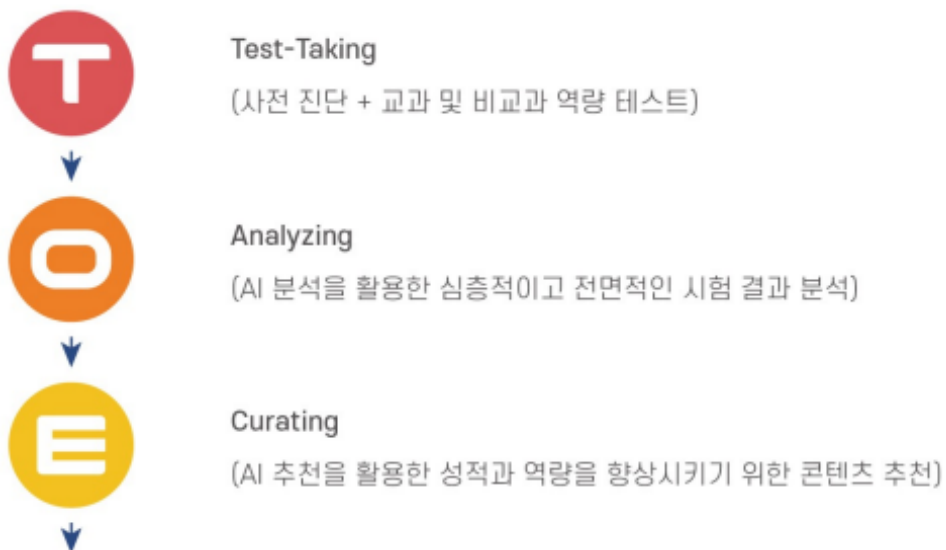 T
Test-Taking
(사전 진단 + 교과 및 비교과 역량 테스트)
O
Analyzing
(AI 분석을 활용한 심층적이고 전면적인 시험 결과 분석)
E
Curating
(AI 추천을 활용한 성적과 역량을 향상시키기 위한 콘텐츠 추천)